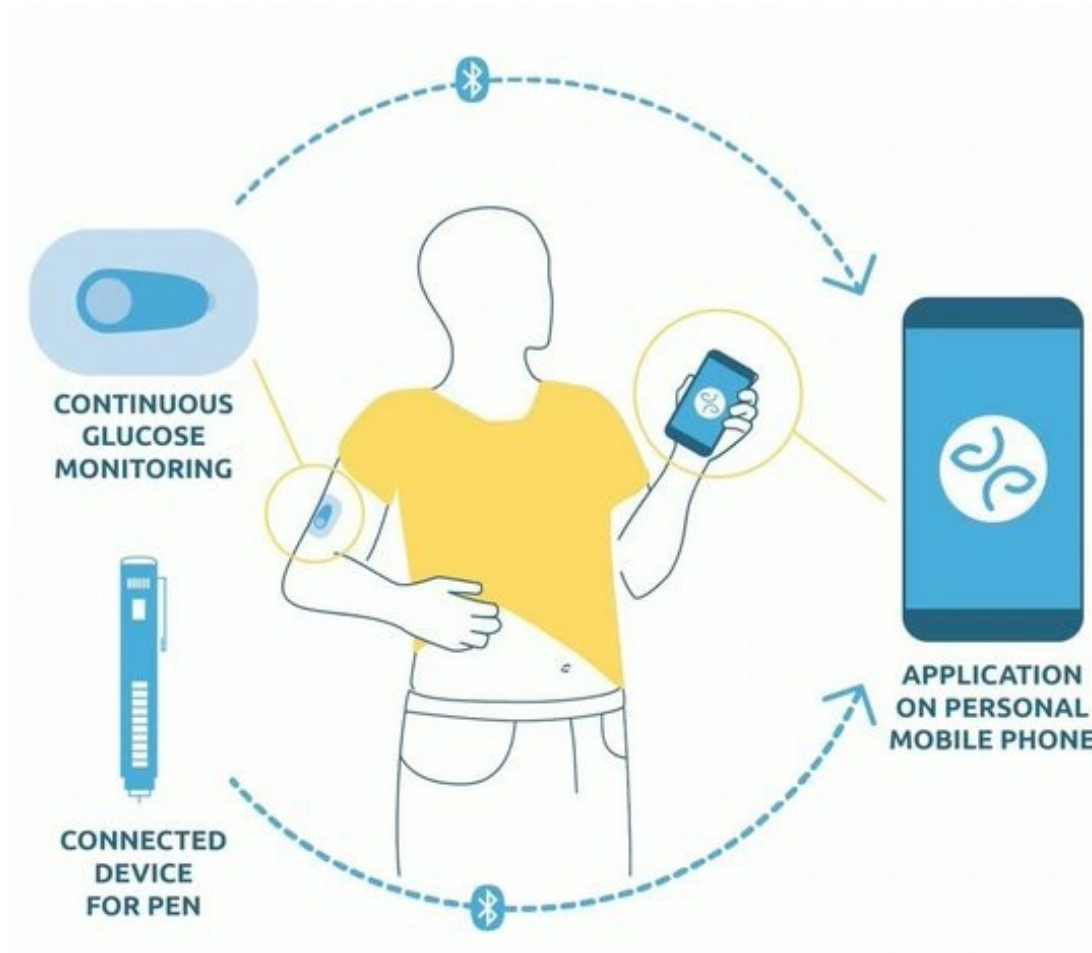 CONTINUOUS
GLUCOSE
MONITORING
CONNECTED
DEVICE
FOR PEN
APPLICATION
ON PERSONAL
MOBILE PHONE